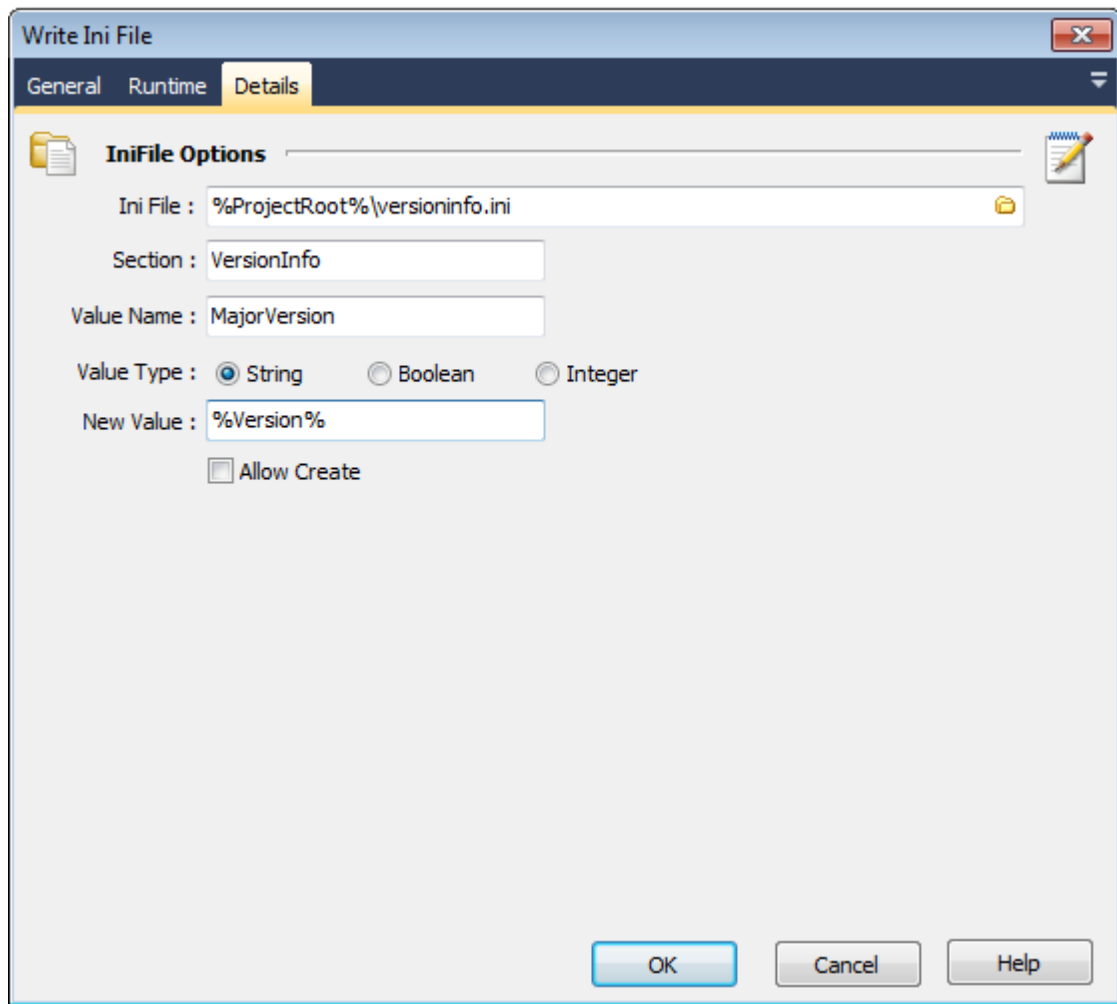 Write Ini File
General Runtime Details
IniFile Options
Ini File : %ProjectRoot%\versioninfo.ini
Section : VersionInfo
Value Name : MajorVersion
Value Type : String Boolean Integer
New Value : %Version%
Allow Create
OK Cancel Help